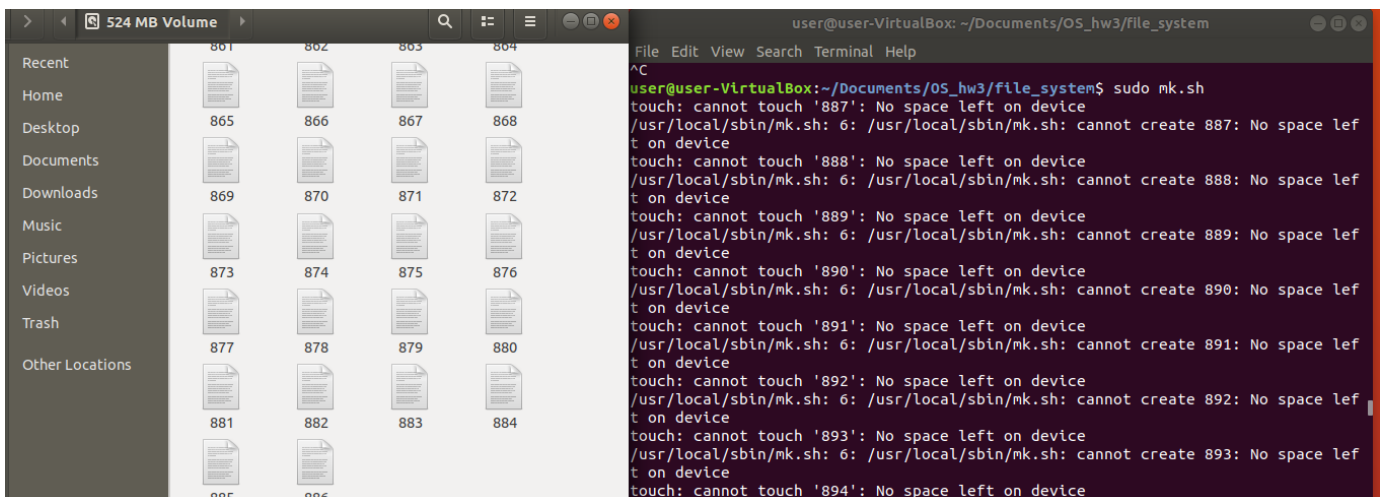 524 MB Volume
Recent
Home
Desktop
Documents
Downloads
Music
Pictures
Videos
Trash
Other Locations
861 862 863 864
865 866 867 868
869 870 871 872
873 874 875 876
877 878 879 880
881 882 883 884
885 886
user@user-VirtualBox: ~/Documents/OS_hw3/file_system
File Edit View Search Terminal Help
^C
user@user-VirtualBox:~/Documents/OS_hw3/file_system$ sudo mk.sh
touch: cannot touch '887': No space left on device
/usr/local/sbin/mk.sh: 6: /usr/local/sbin/mk.sh: cannot create 887: No space lef
t on device
touch: cannot touch '888': No space left on device
/usr/local/sbin/mk.sh: 6: /usr/local/sbin/mk.sh: cannot create 888: No space lef
t on device
touch: cannot touch '889': No space left on device
/usr/local/sbin/mk.sh: 6: /usr/local/sbin/mk.sh: cannot create 889: No space lef
t on device
touch: cannot touch '890': No space left on device
/usr/local/sbin/mk.sh: 6: /usr/local/sbin/mk.sh: cannot create 890: No space lef
t on device
touch: cannot touch '891': No space left on device
/usr/local/sbin/mk.sh: 6: /usr/local/sbin/mk.sh: cannot create 891: No space lef
t on device
touch: cannot touch '892': No space left on device
/usr/local/sbin/mk.sh: 6: /usr/local/sbin/mk.sh: cannot create 892: No space lef
t on device
touch: cannot touch '893': No space left on device
/usr/local/sbin/mk.sh: 6: /usr/local/sbin/mk.sh: cannot create 893: No space lef
t on device
touch: cannot touch '894': No space left on device